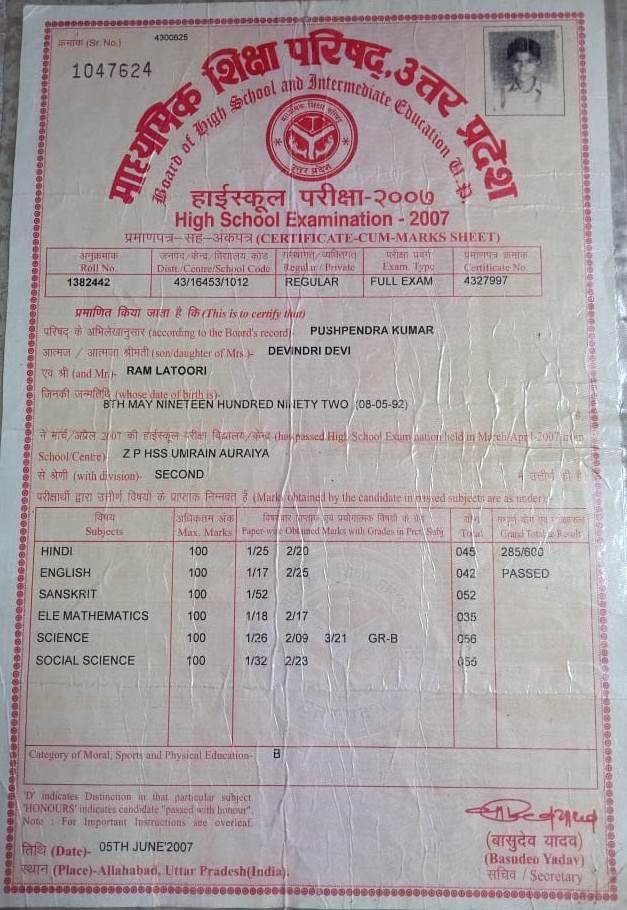 क्रमांक (Sr. No.) 4300625
1047624
माध्यमिक शिक्षा परिषद्, उत्तर प्रदेश
Board of High School and Intermediate Education U.P.
हाईस्कूल परीक्षा-२००७
High School Examination - 2007
प्रमाणपत्र-सह-अंकपत्र (CERTIFICATE-CUM-MARKS SHEET)
अनुक्रमांक जनपद/केन्द्र/विद्यालय कोड संस्थागत/व्यक्तिगत परीक्षा प्रवर्ग प्रमाणपत्र क्रमांक
Roll No. Distt./Centre/School Code Regular / Private Exam. Type Certificate No.
1382442 43/16453/1012 REGULAR FULL EXAM 4327997
प्रमाणित किया जाता है कि (This is to certify that)
परिषद के अभिलेखानुसार (according to the Board's record)- PUSHPENDRA KUMAR
आत्मज / आत्मजा श्रीमती (son/daughter of Mrs.)- DEVINDRI DEVI
एवं श्री (and Mr.)- RAM LATOORI
जिनकी जन्मतिथि (whose date of birth is)-
8TH MAY NINETEEN HUNDRED NINETY TWO (08-05-92)
है
ने मार्च/अप्रैल 2007 की हाईस्कूल परीक्षा विद्यालय/केन्द्र (has passed High School Examination held in March/April-2007 from
School/Centre)- Z P HSS UMRAIN AURAIYA
से श्रेणी (with division)- SECOND में उत्तीर्ण की है
परीक्षार्थी द्वारा उत्तीर्ण विषयों के प्राप्तांक निम्नवत् हैं (Marks obtained by the candidate in passed subjects are as under):
विषय अधिकतम अंक योग
Subjects Max. Marks Paper-wise Obtained Marks with Grades in Pract. Subj Total Grand Total & Result
HINDI 100 1/25 2/20 045 285/600
ENGLISH 100 1/17 2/25 042 PASSED
SANSKRIT 100 1/52 052
ELE MATHEMATICS 100 1/18 2/17 035
SCIENCE 100 1/26 2/09 3/21 GR-B 056
SOCIAL SCIENCE 100 1/32 2/23 055
Category of Moral, Sports and Physical Education- B
'D' indicates Distinction in that particular subject.
'HONOURS' indicates candidate "passed with honour".
Note : For Important Instructions see overleaf.
तिथि (Date)- 05TH JUNE'2007
स्थान (Place)-Allahabad, Uttar Pradesh(India).
(बासुदेव यादव)
(Basudeo Yadav)
सचिव / Secretary